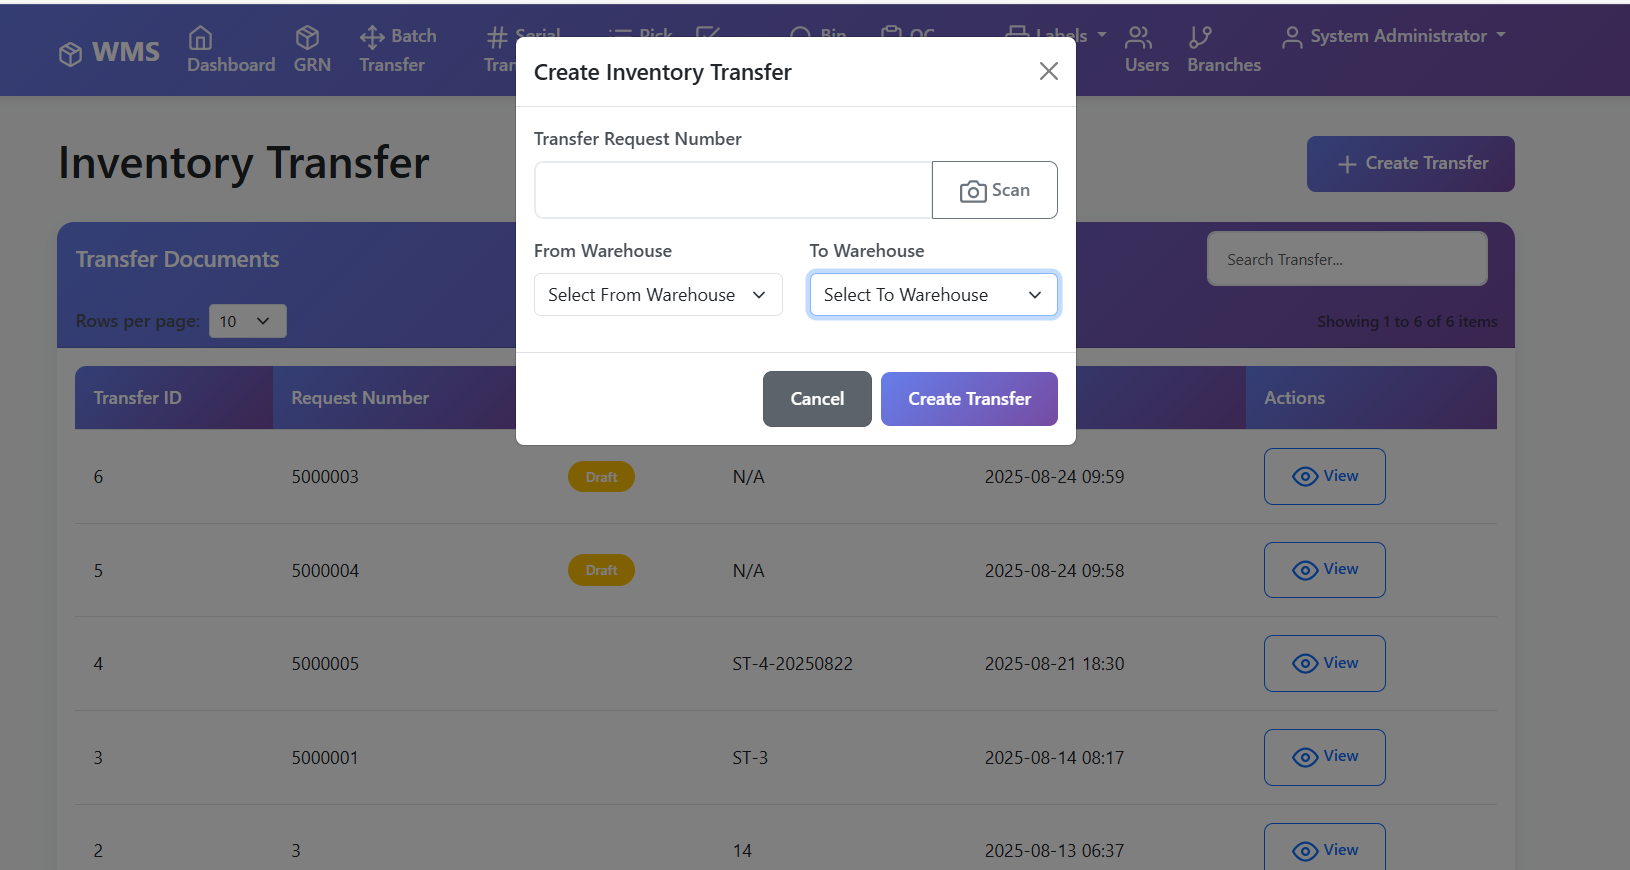 WMS
Dashboard
GRN
Batch
Transfer
Serial
Tran
Pick
Bin
QC
Labels
Users
Branches
System Administrator
Create Inventory Transfer
Transfer Request Number
Scan
From Warehouse
To Warehouse
Select From Warehouse
Select To Warehouse
Cancel
Create Transfer
Inventory Transfer
Create Transfer
Transfer Documents
Search Transfer...
Rows per page: 10
Showing 1 to 6 of 6 items
Transfer ID Request Number Actions
6 5000003 Draft N/A 2025-08-24 09:59 View
5 5000004 Draft N/A 2025-08-24 09:58 View
4 5000005 ST-4-20250822 2025-08-21 18:30 View
3 5000001 ST-3 2025-08-14 08:17 View
2 3 14 2025-08-13 06:37 View